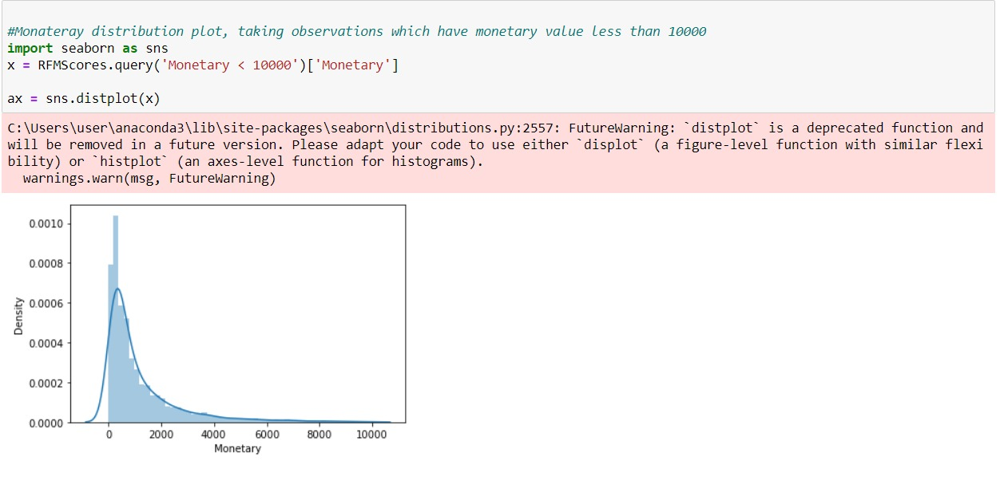 #Monateray distribution plot, taking observations which have monetary value less than 10000
import seaborn as sns
x = RFMScores.query('Monetary < 10000')['Monetary']
ax = sns.distplot(x)
C:\Users\user\anaconda3\lib\site-packages\seaborn\distributions.py:2557: FutureWarning: `distplot` is a deprecated function and
will be removed in a future version. Please adapt your code to use either `displot` (a figure-level function with similar flexi
bility) or `histplot` (an axes-level function for histograms).
warnings.warn(msg, FutureWarning)
0.0010
0.0008
0.0006
0.0004
0.0002
0.0000
Density
0 2000 4000 6000 8000 10000
Monetary